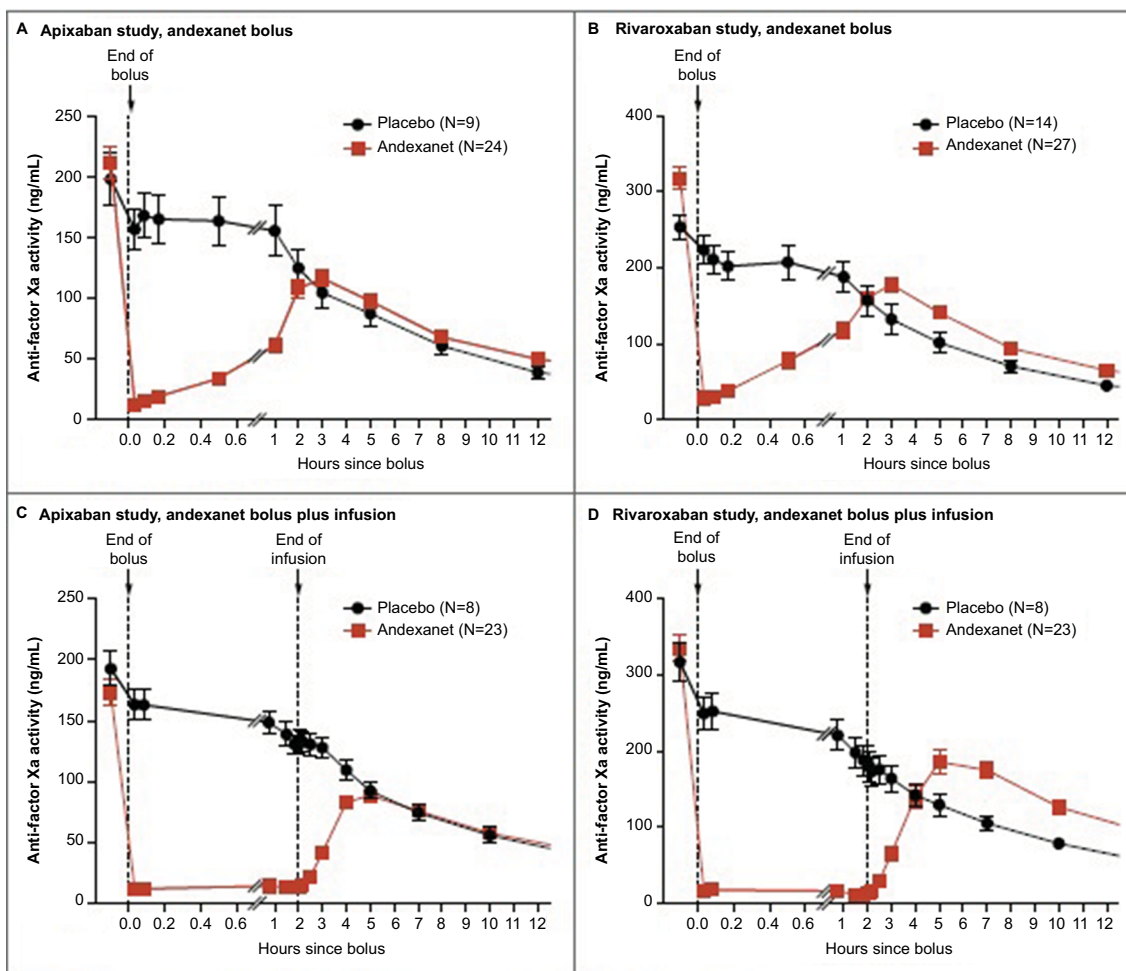 A Apixaban study, andexanet bolus
End of
bolus
Placebo (N=9)
Andexanet (N=24)
Anti-factor Xa activity (ng/mL)
250
200
150
100
50
0
0.0 0.2 0.4 0.6 1 2 3 4 5 6 7 8 9 10 11 12
Hours since bolus
B Rivaroxaban study, andexanet bolus
End of
bolus
Placebo (N=14)
Andexanet (N=27)
Anti-factor Xa activity (ng/mL)
400
300
200
100
0
0.0 0.2 0.4 0.6 1 2 3 4 5 6 7 8 9 10 11 12
Hours since bolus
C Apixaban study, andexanet bolus plus infusion
End of
bolus
End of
infusion
Placebo (N=8)
Andexanet (N=23)
Anti-factor Xa activity (ng/mL)
250
200
150
100
50
0
0.0 0.2 0.4 0.6 1 2 3 4 5 6 7 8 9 10 11 12
Hours since bolus
D Rivaroxaban study, andexanet bolus plus infusion
End of
bolus
End of
infusion
Placebo (N=8)
Andexanet (N=23)
Anti-factor Xa activity (ng/mL)
400
300
200
100
0
0.0 0.2 0.4 0.6 1 2 3 4 5 6 7 8 9 10 11 12
Hours since bolus